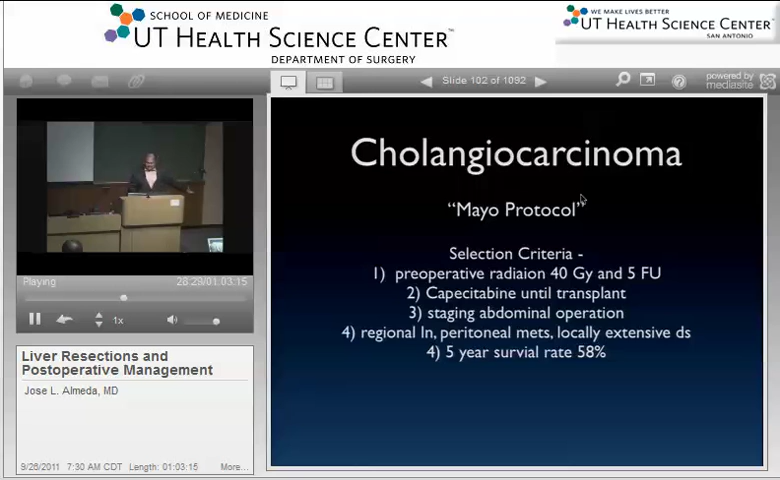 SCHOOL OF MEDICINE
UT HEALTH SCIENCE CENTER™
DEPARTMENT OF SURGERY
WE MAKE LIVES BETTER
UT HEALTH SCIENCE CENTER™
SAN ANTONIO
Slide 102 of 1092
powered by
mediasite
Playing
28:29/01:03:15
1x
Liver Resections and
Postoperative Management
Jose L. Almeda, MD
9/26/2011 7:30 AM CDT Length: 01:03:15 More...
Cholangiocarcinoma
“Mayo Protocol”
Selection Criteria -
1) preoperative radiaion 40 Gy and 5 FU
2) Capecitabine until transplant
3) staging abdominal operation
4) regional ln, peritoneal mets, locally extensive ds
4) 5 year survial rate 58%